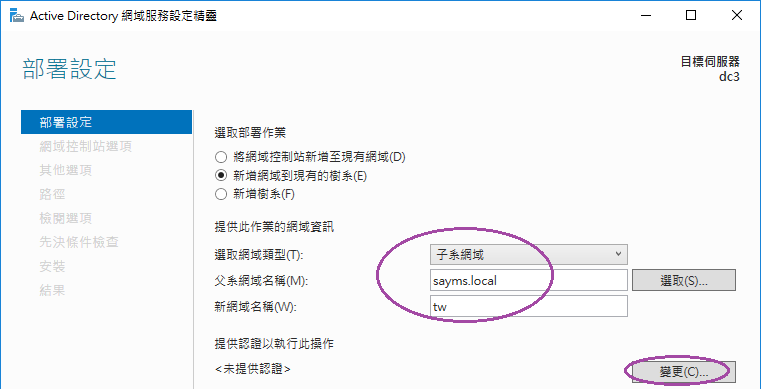 Active Directory 網域服務設定精靈
部署設定
目標伺服器
dc3
部署設定
網域控制站選項
其他選項
路徑
檢閱選項
先決條件檢查
安裝
結果
選取部署作業
將網域控制站新增至現有網域(D)
新增網域到現有的樹系(E)
新增樹系(F)
提供此作業的網域資訊
選取網域類型(T):
子系網域
父系網域名稱(M):
sayms.local
選取(S)...
新網域名稱(W):
tw
提供認證以執行此操作
<未提供認證>
變更(C)...